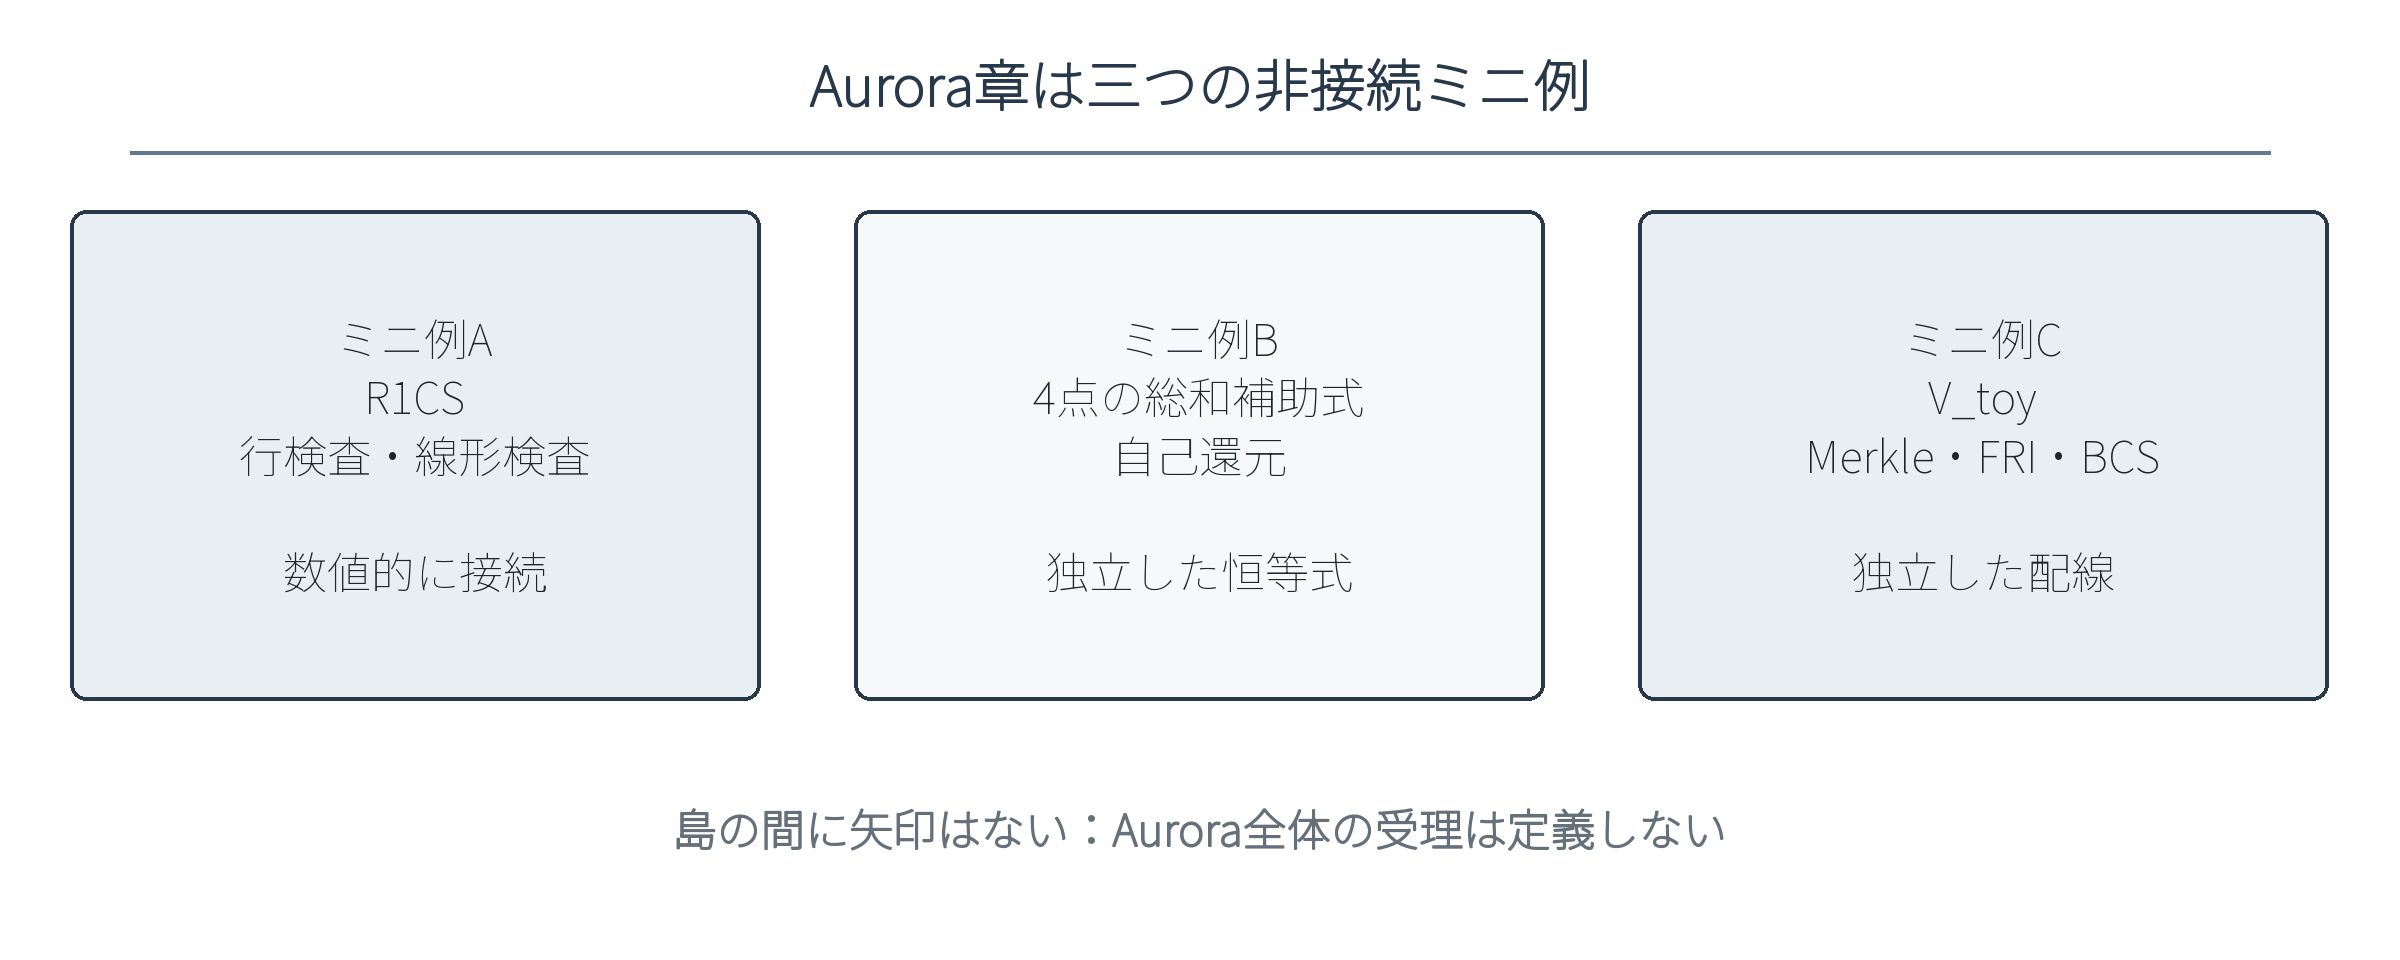 Aurora章は三つの非接続ミニ例
ミニ例A
R1CS
行検査・線形検査
数値的に接続
ミニ例B
4点の総和補助式
自己還元
独立した恒等式
ミニ例C
V_toy
Merkle・FRI・BCS
独立した配線
島の間に矢印はない：Aurora全体の受理は定義しない